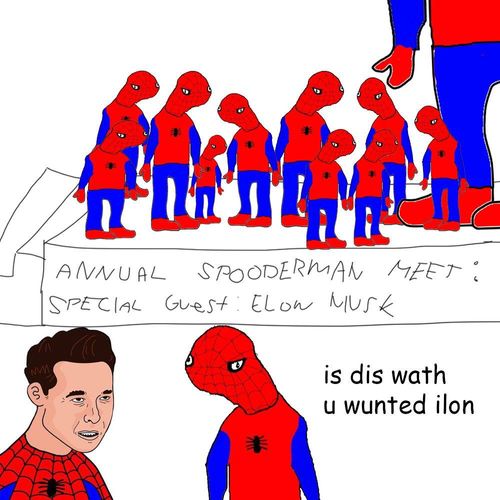 ANNUAL SPOODERMAN MEET:
SPECIAL GUEST: ELON MUSK
is dis wath
u wunted ilon